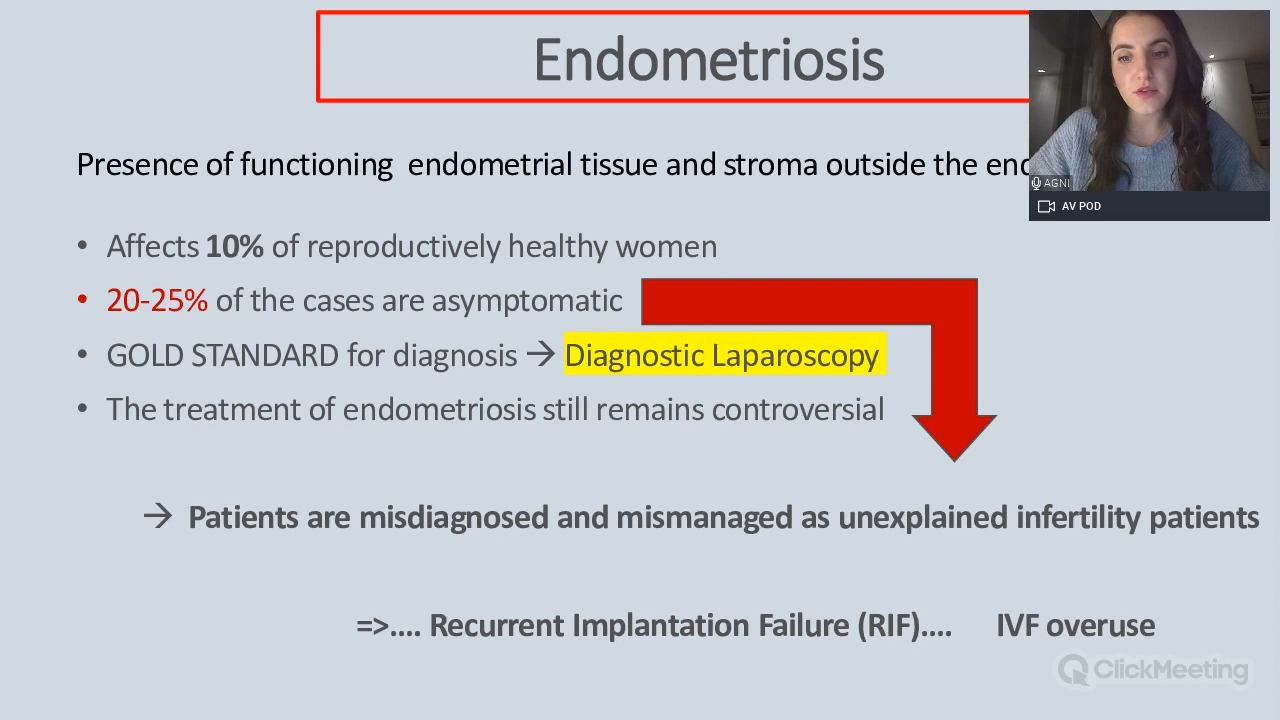 Endometriosis
Presence of functioning endometrial tissue and stroma outside the
AGNI
AV POD
• Affects 10% of reproductively healthy women
• 20-25% of the cases are asymptomatic
• GOLD STANDARD for diagnosis → Diagnostic Laparoscopy
• The treatment of endometriosis still remains controversial
→ Patients are misdiagnosed and mismanaged as unexplained infertility patients
=>.... Recurrent Implantation Failure (RIF).... IVF overuse
ClickMeeting